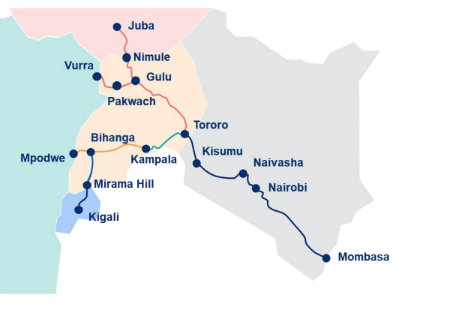 Juba
Nimule
Vurra
Gulu
Pakwach
Tororo
Bihanga
Kisumu
Mpodwe
Kampala
Naivasha
Mirama Hill
Nairobi
Kigali
Mombasa